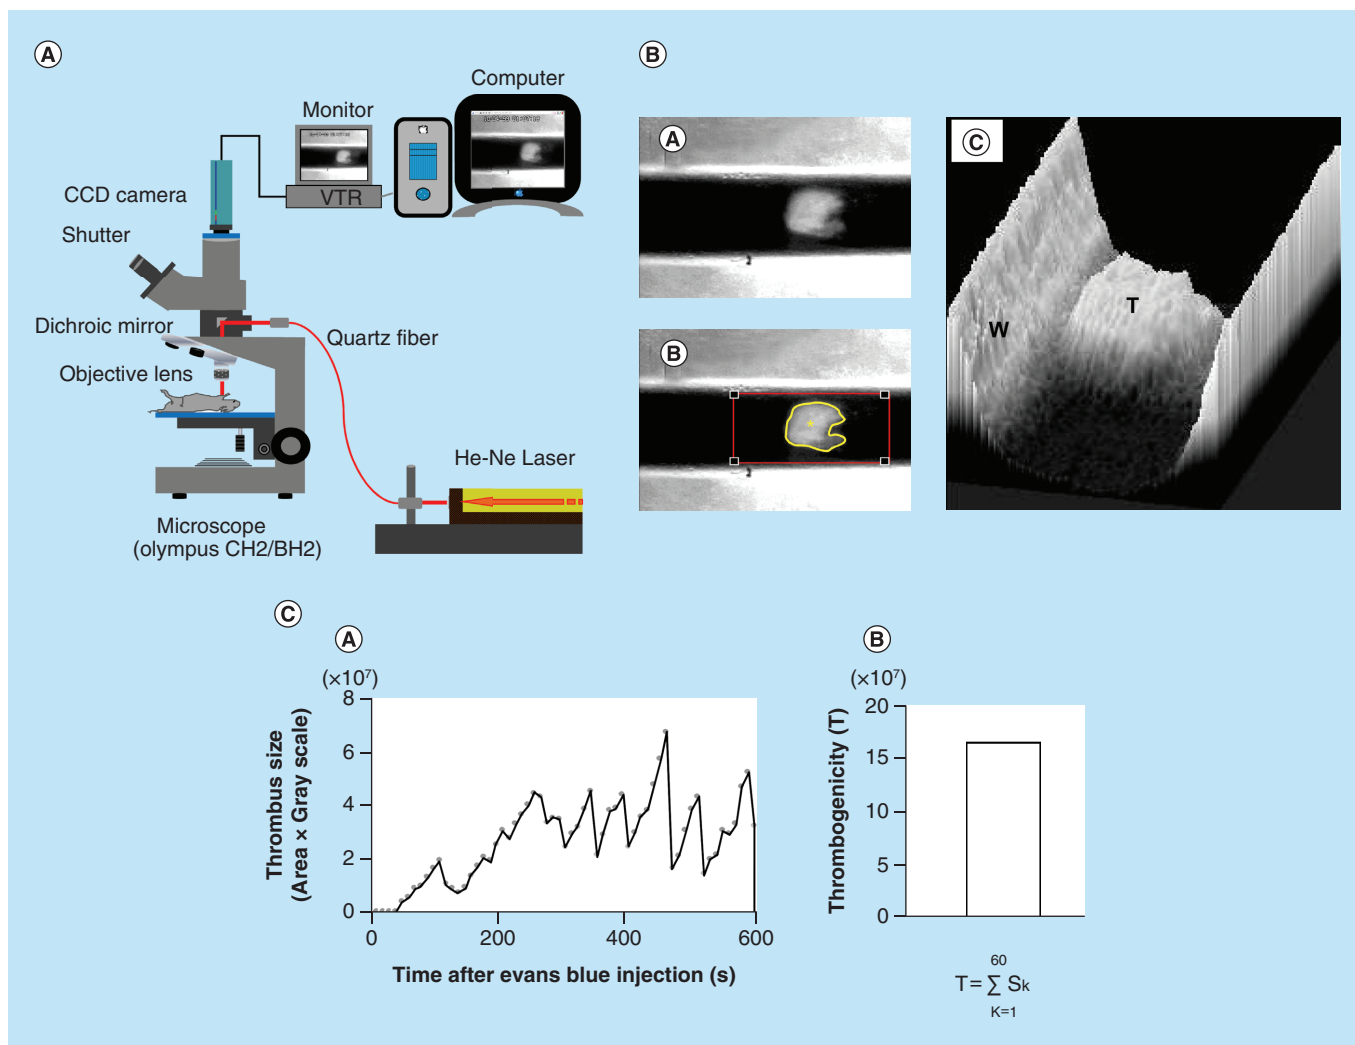 A
Computer
Monitor
CCD camera
VTR
Shutter
Dichroic mirror
Quartz fiber
Objective lens
He-Ne Laser
Microscope
(olympus CH2/BH2)
B
A
B
*
C
W
T
C
A
(×10⁷)
8
6
4
2
0
0
200
400
600
Thrombus size
(Area × Gray scale)
Time after evans blue injection (s)
B
(×10⁷)
20
15
10
5
0
Thrombogenicity (T)
60
T = ∑ Sk
K=1